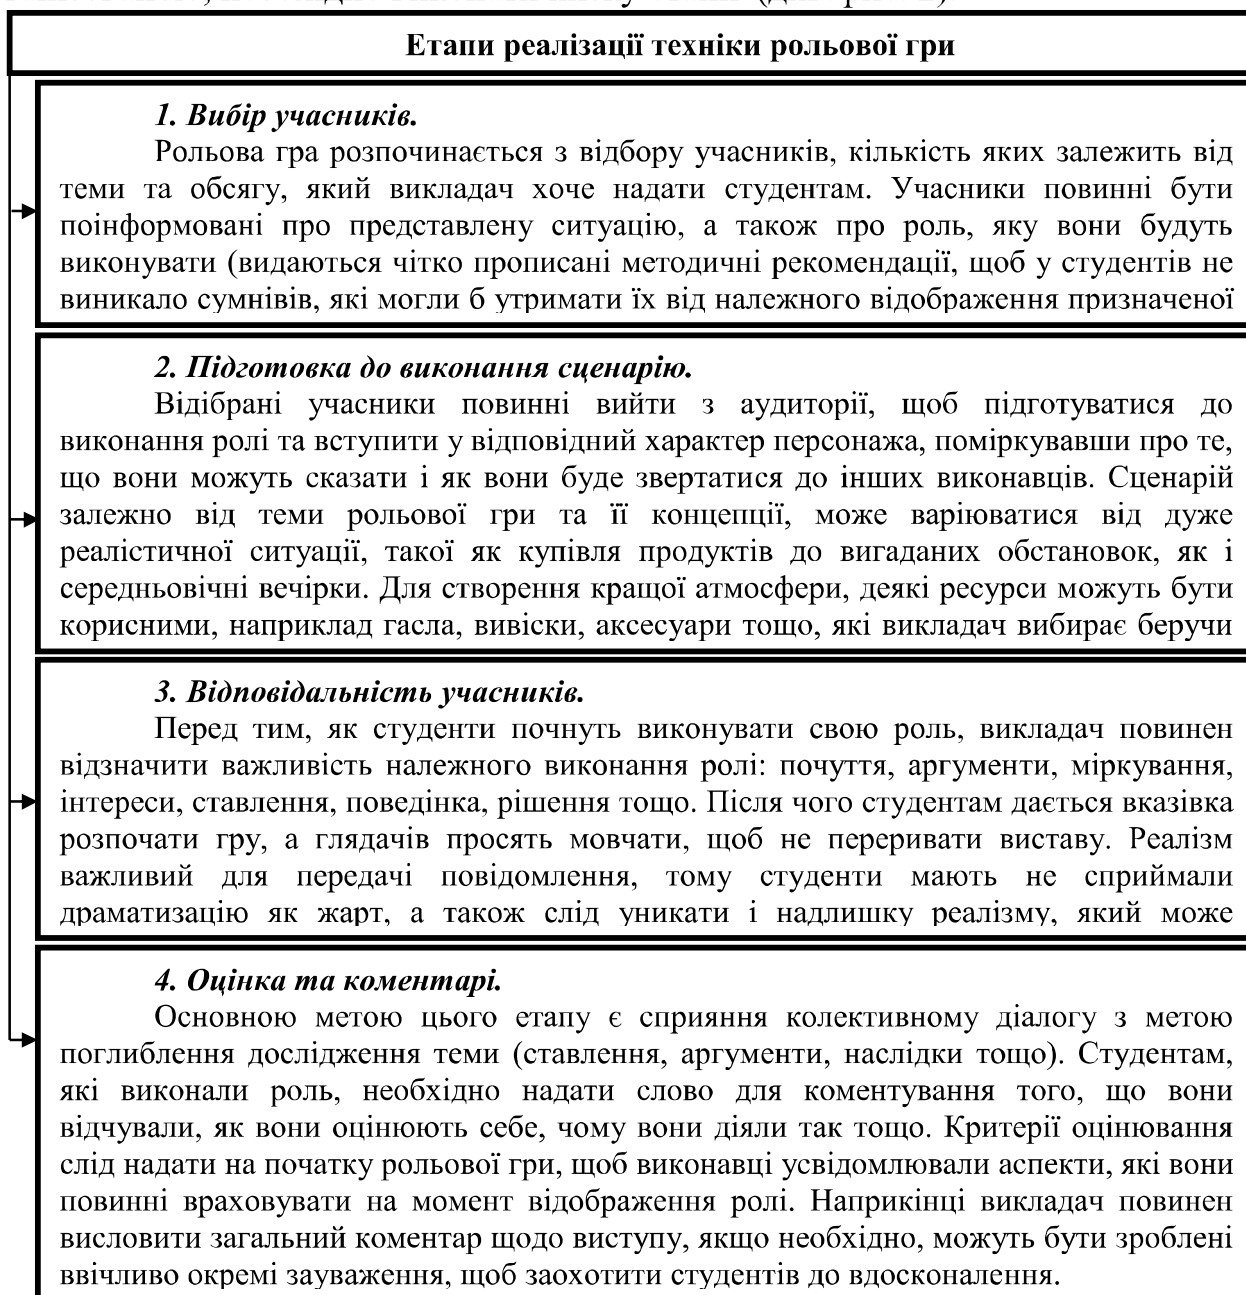 Етапи реалізації техніки рольової гри
1. Вибір учасників.
Рольова гра розпочинається з відбору учасників, кількість яких залежить від
теми та обсягу, який викладач хоче надати студентам. Учасники повинні бути
поінформовані про представлену ситуацію, а також про роль, яку вони будуть
виконувати (видаються чітко прописані методичні рекомендації, щоб у студентів не
виникало сумнівів, які могли б утримати їх від належного відображення призначеної
2. Підготовка до виконання сценарію.
Відібрані учасники повинні вийти з аудиторії, щоб підготуватися до
виконання ролі та вступити у відповідний характер персонажа, поміркувавши про те,
що вони можуть сказати і як вони буде звертатися до інших виконавців. Сценарій
залежно від теми рольової гри та її концепції, може варіюватися від дуже
реалістичної ситуації, такої як купівля продуктів до вигаданих обстановок, як і
середньовічні вечірки. Для створення кращої атмосфери, деякі ресурси можуть бути
корисними, наприклад гасла, вивіски, аксесуари тощо, які викладач вибирає беручи
3. Відповідальність учасників.
Перед тим, як студенти почнуть виконувати свою роль, викладач повинен
відзначити важливість належного виконання ролі: почуття, аргументи, міркування,
інтереси, ставлення, поведінка, рішення тощо. Після чого студентам дається вказівка
розпочати гру, а глядачів просять мовчати, щоб не переривати виставу. Реалізм
важливий для передачі повідомлення, тому студенти мають не сприймали
драматизацію як жарт, а також слід уникати і надлишку реалізму, який може
4. Оцінка та коментарі.
Основною метою цього етапу є сприяння колективному діалогу з метою
поглиблення дослідження теми (ставлення, аргументи, наслідки тощо). Студентам,
які виконали роль, необхідно надати слово для коментування того, що вони
відчували, як вони оцінюють себе, чому вони діяли так тощо. Критерії оцінювання
слід надати на початку рольової гри, щоб виконавці усвідомлювали аспекти, які вони
повинні враховувати на момент відображення ролі. Наприкінці викладач повинен
висловити загальний коментар щодо виступу, якщо необхідно, можуть бути зроблені
ввічливо окремі зауваження, щоб заохотити студентів до вдосконалення.